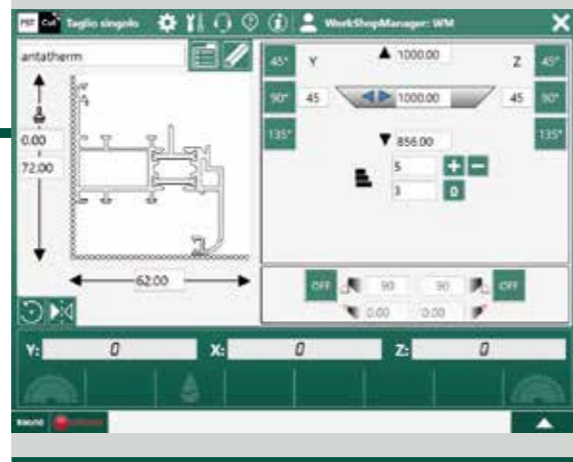 Cut Taglio singolo WorkShopManager: WM
antatherm
45° Y 1000.00 Z 45°
90° 45 1000.00 45 90°
135° 856.00 135°
0.00
72.00
5 + −
3 0
62.00
OFF 90 90 OFF
0.00 0.00
Y: 0 X: 0 Z: 0